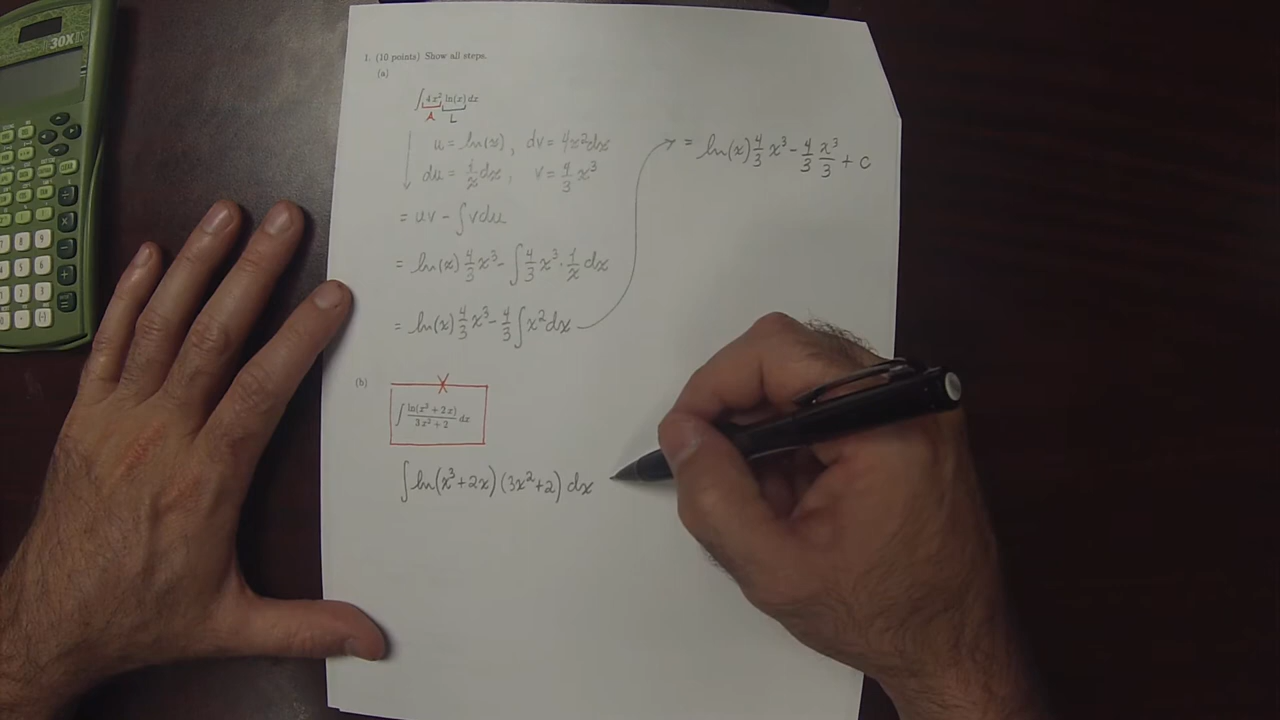 30X IIS
1. (10 points) Show all steps.
(a)
∫ 4x² ln(x) dx
A L
u = ln(x), dv = 4x²dx
du = 1/x dx, v = 4/3 x³
= uv - ∫vdu
= ln(x) 4/3 x³ - ∫ 4/3 x³ · 1/x dx
= ln(x) 4/3 x³ - 4/3 ∫ x² dx
= ln(x) 4/3 x³ - 4/3 x³/3 + c
(b)
X
∫ ln(x³ + 2x) / 3x² + 2 dx
∫ ln(x³ + 2x) (3x² + 2) dx